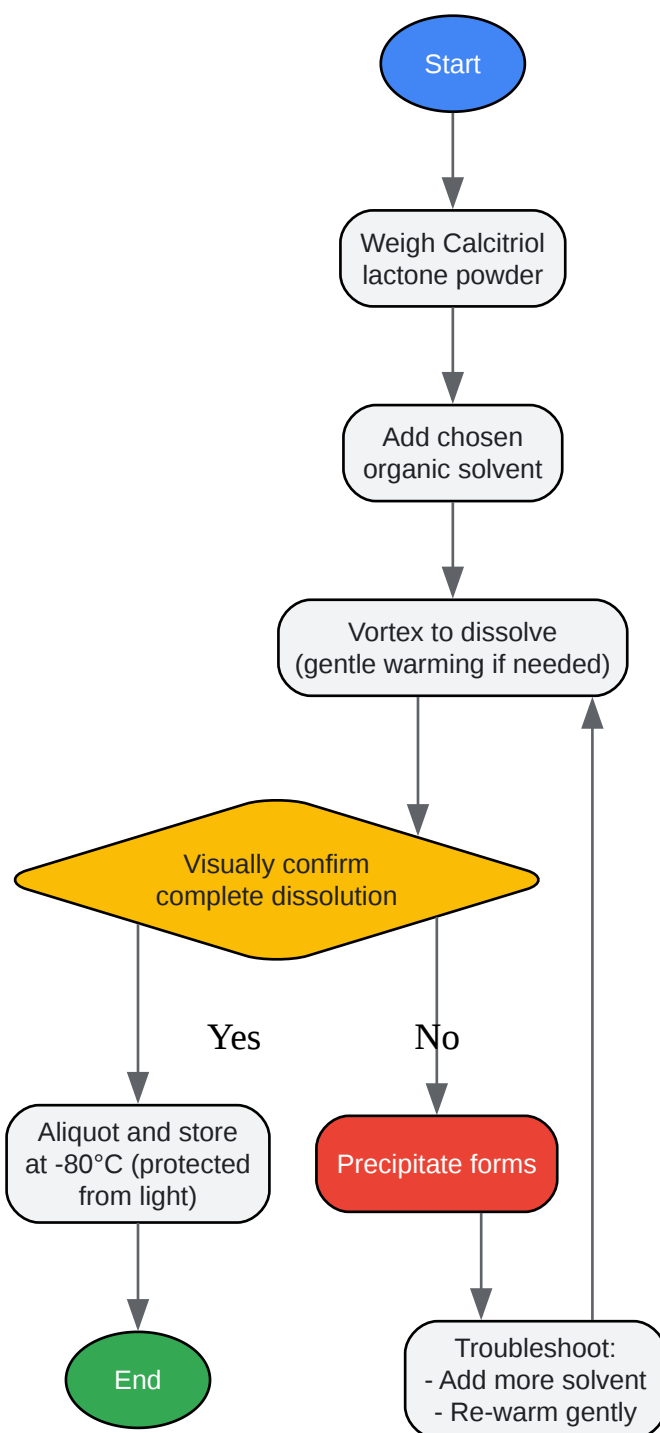 Start
Weigh Calcitriol
lactone powder
Add chosen
organic solvent
Vortex to dissolve
(gentle warming if needed)
Visually confirm
complete dissolution
Yes
No
Aliquot and store
at -80°C (protected
from light)
Precipitate forms
End
Troubleshoot:
- Add more solvent
- Re-warm gently